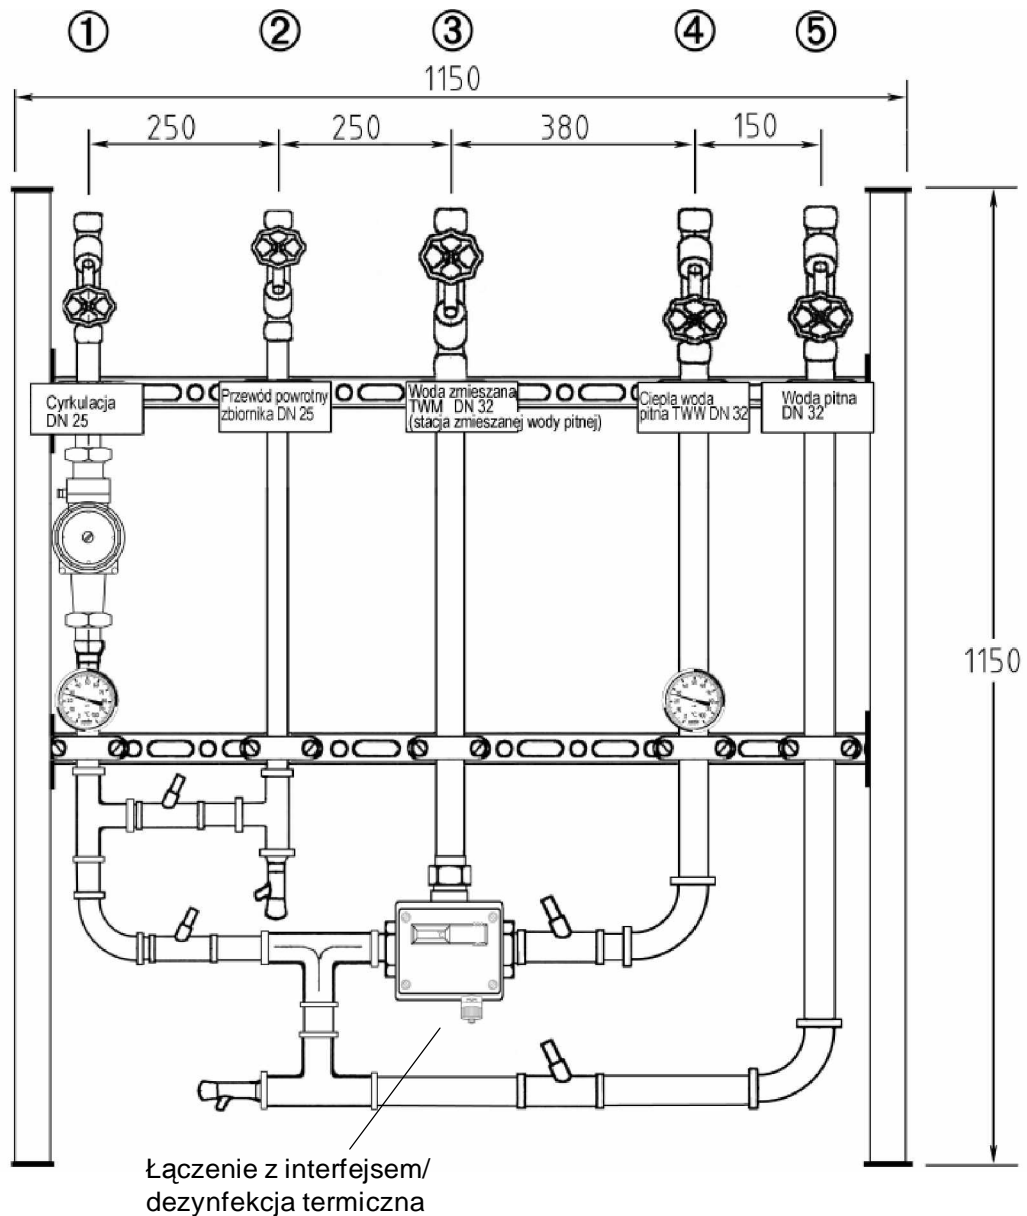 ① ② ③ ④ ⑤
1150
250 250 380 150
Cyrkulacja
DN 25
Przewód powrotny
zbiornika DN 25
Woda zmieszana
TWM DN 32
(stacja zmieszanej wody pitnej)
Ciepła woda
pitna TWW DN 32
Woda pitna
DN 32
1150
Łączenie z interfejsem/
dezynfekcja termiczna